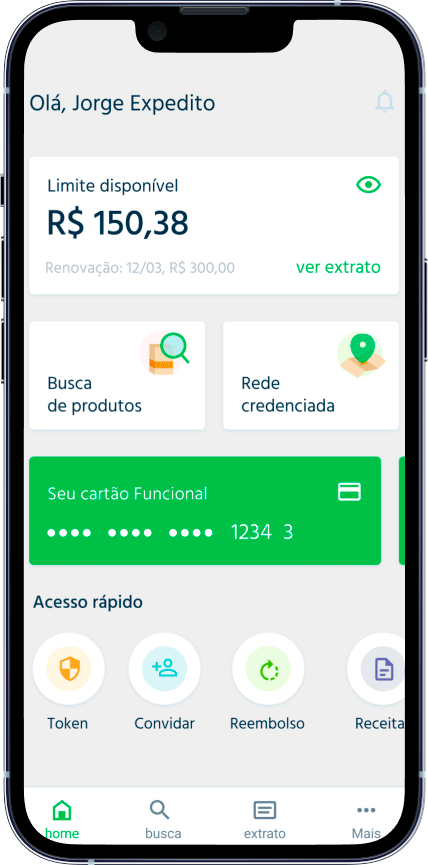 Olá, Jorge Expedito
Limite disponível
R$ 150,38
Renovação: 12/03, R$ 300,00
ver extrato
Busca
de produtos
Rede
credenciada
Seu cartão Funcional
•••• •••• •••• 1234 3
Acesso rápido
Token
Convidar
Reembolso
Receita
home
busca
extrato
Mais